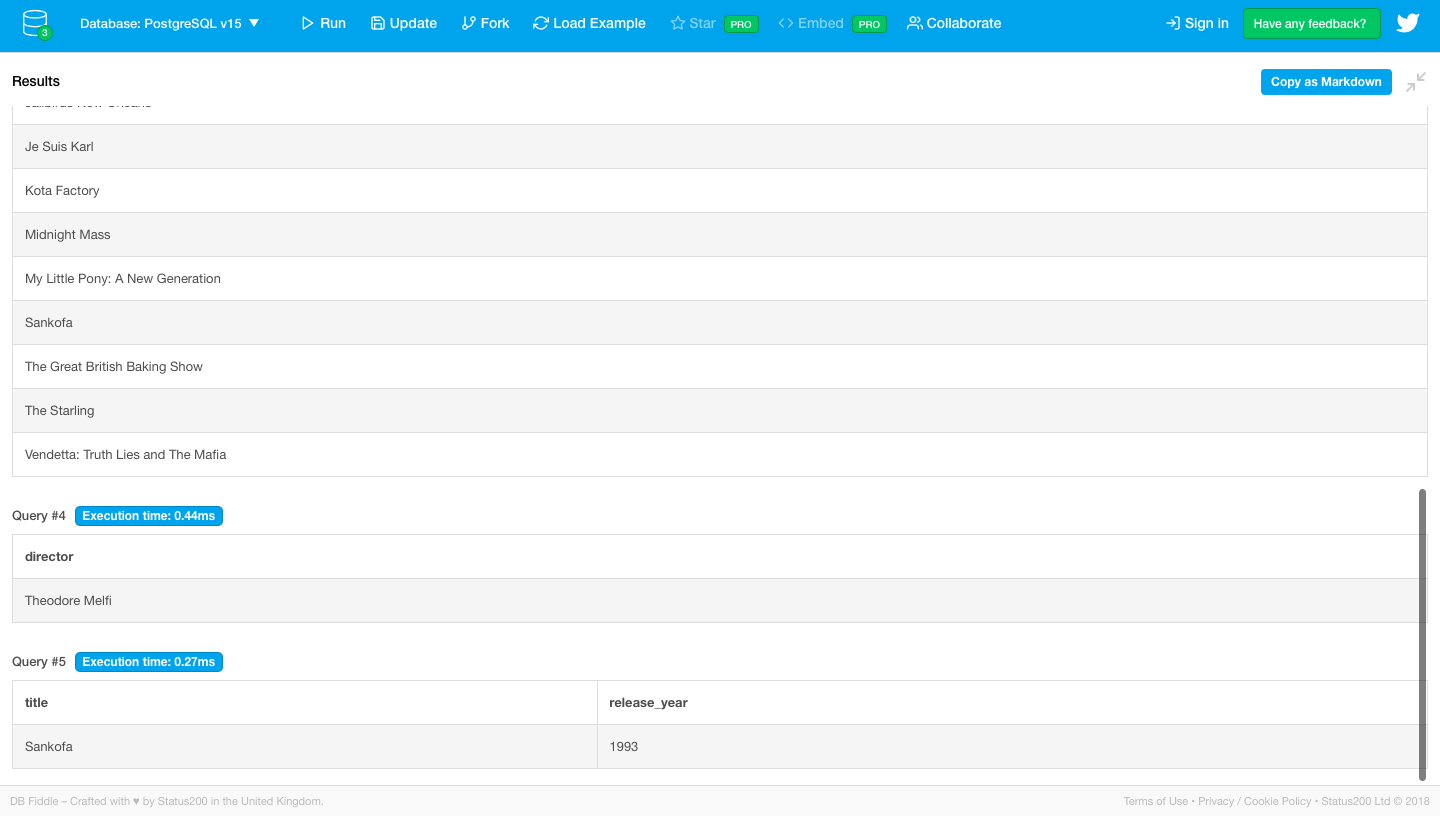 3
Database: PostgreSQL v15 ▼
Run
Update
Fork
Load Example
Star PRO
Embed PRO
Collaborate
Sign in
Have any feedback?
Results
Copy as Markdown
Je Suis Karl
Kota Factory
Midnight Mass
My Little Pony: A New Generation
Sankofa
The Great British Baking Show
The Starling
Vendetta: Truth Lies and The Mafia
Query #4 Execution time: 0.44ms
director
Theodore Melfi
Query #5 Execution time: 0.27ms
title release_year
Sankofa 1993
DB Fiddle – Crafted with ♥ by Status200 in the United Kingdom.
Terms of Use • Privacy / Cookie Policy • Status200 Ltd © 2018